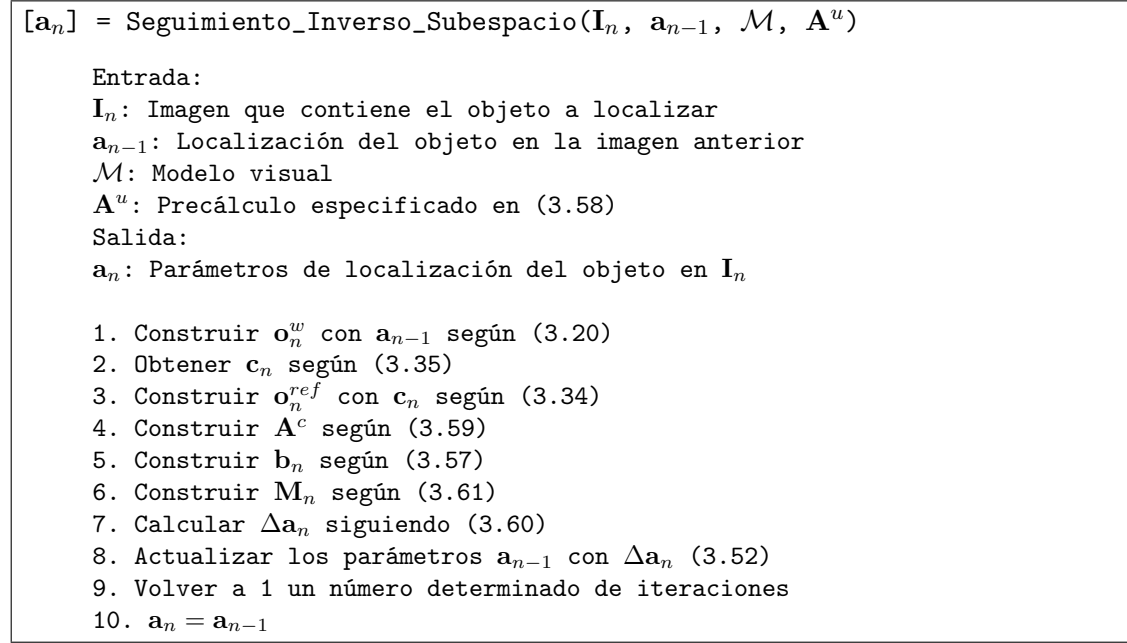 [a_n] = Seguimiento_Inverso_Subespacio(I_n, a_{n−1}, ℳ, A^u)
Entrada:
I_n: Imagen que contiene el objeto a localizar
a_{n−1}: Localización del objeto en la imagen anterior
ℳ: Modelo visual
A^u: Precálculo especificado en (3.58)
Salida:
a_n: Parámetros de localización del objeto en I_n
1. Construir o_n^w con a_{n−1} según (3.20)
2. Obtener c_n según (3.35)
3. Construir o_n^{ref} con c_n según (3.34)
4. Construir A^c según (3.59)
5. Construir b_n según (3.57)
6. Construir M_n según (3.61)
7. Calcular Δa_n siguiendo (3.60)
8. Actualizar los parámetros a_{n−1} con Δa_n (3.52)
9. Volver a 1 un número determinado de iteraciones
10. a_n = a_{n−1}